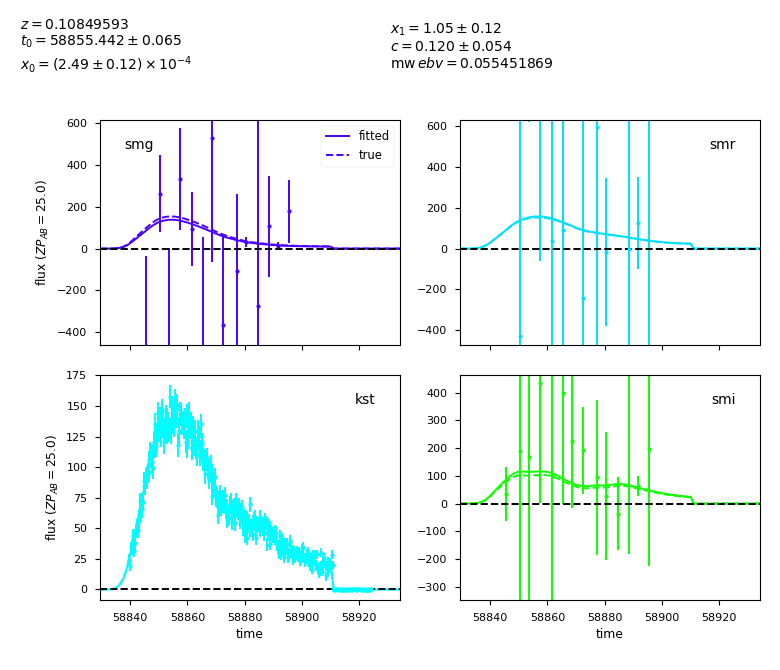 z = 0.10849593
t₀ = 58855.442 ± 0.065
x₀ = (2.49 ± 0.12) × 10⁻⁴
x₁ = 1.05 ± 0.12
c = 0.120 ± 0.054
mw ebv = 0.055451869
600
400
200
0
−200
−400
flux (ZP_AB = 25.0)
smg
fitted
true
600
400
200
0
−200
−400
smr
175
150
125
100
75
50
25
0
flux (ZP_AB = 25.0)
kst
58840 58860 58880 58900 58920
time
400
300
200
100
0
−100
−200
−300
smi
58840 58860 58880 58900 58920
time